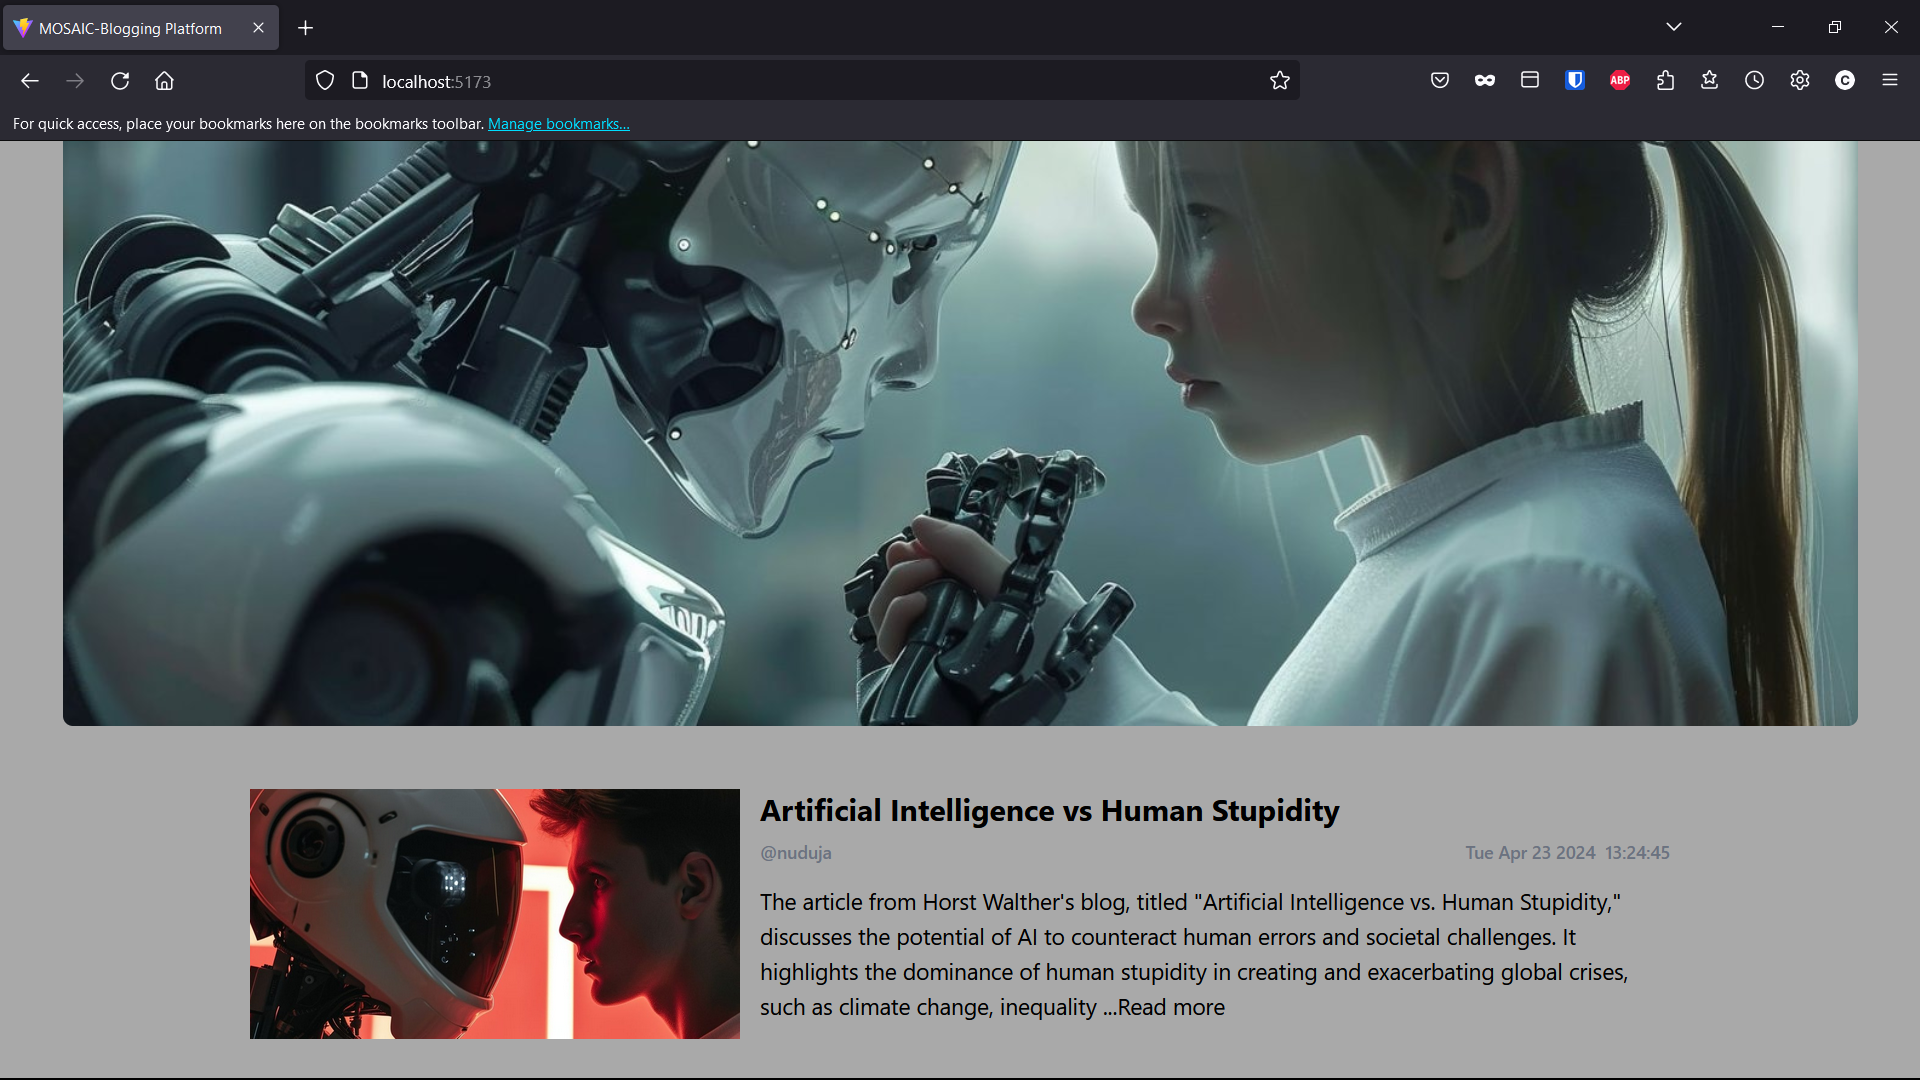 MOSAIC-Blogging Platform
localhost:5173
ABP
C
For quick access, place your bookmarks here on the bookmarks toolbar. Manage bookmarks...
Artificial Intelligence vs Human Stupidity
@nuduja Tue Apr 23 2024 13:24:45
The article from Horst Walther's blog, titled "Artificial Intelligence vs. Human Stupidity,"
discusses the potential of AI to counteract human errors and societal challenges. It
highlights the dominance of human stupidity in creating and exacerbating global crises,
such as climate change, inequality ...Read more